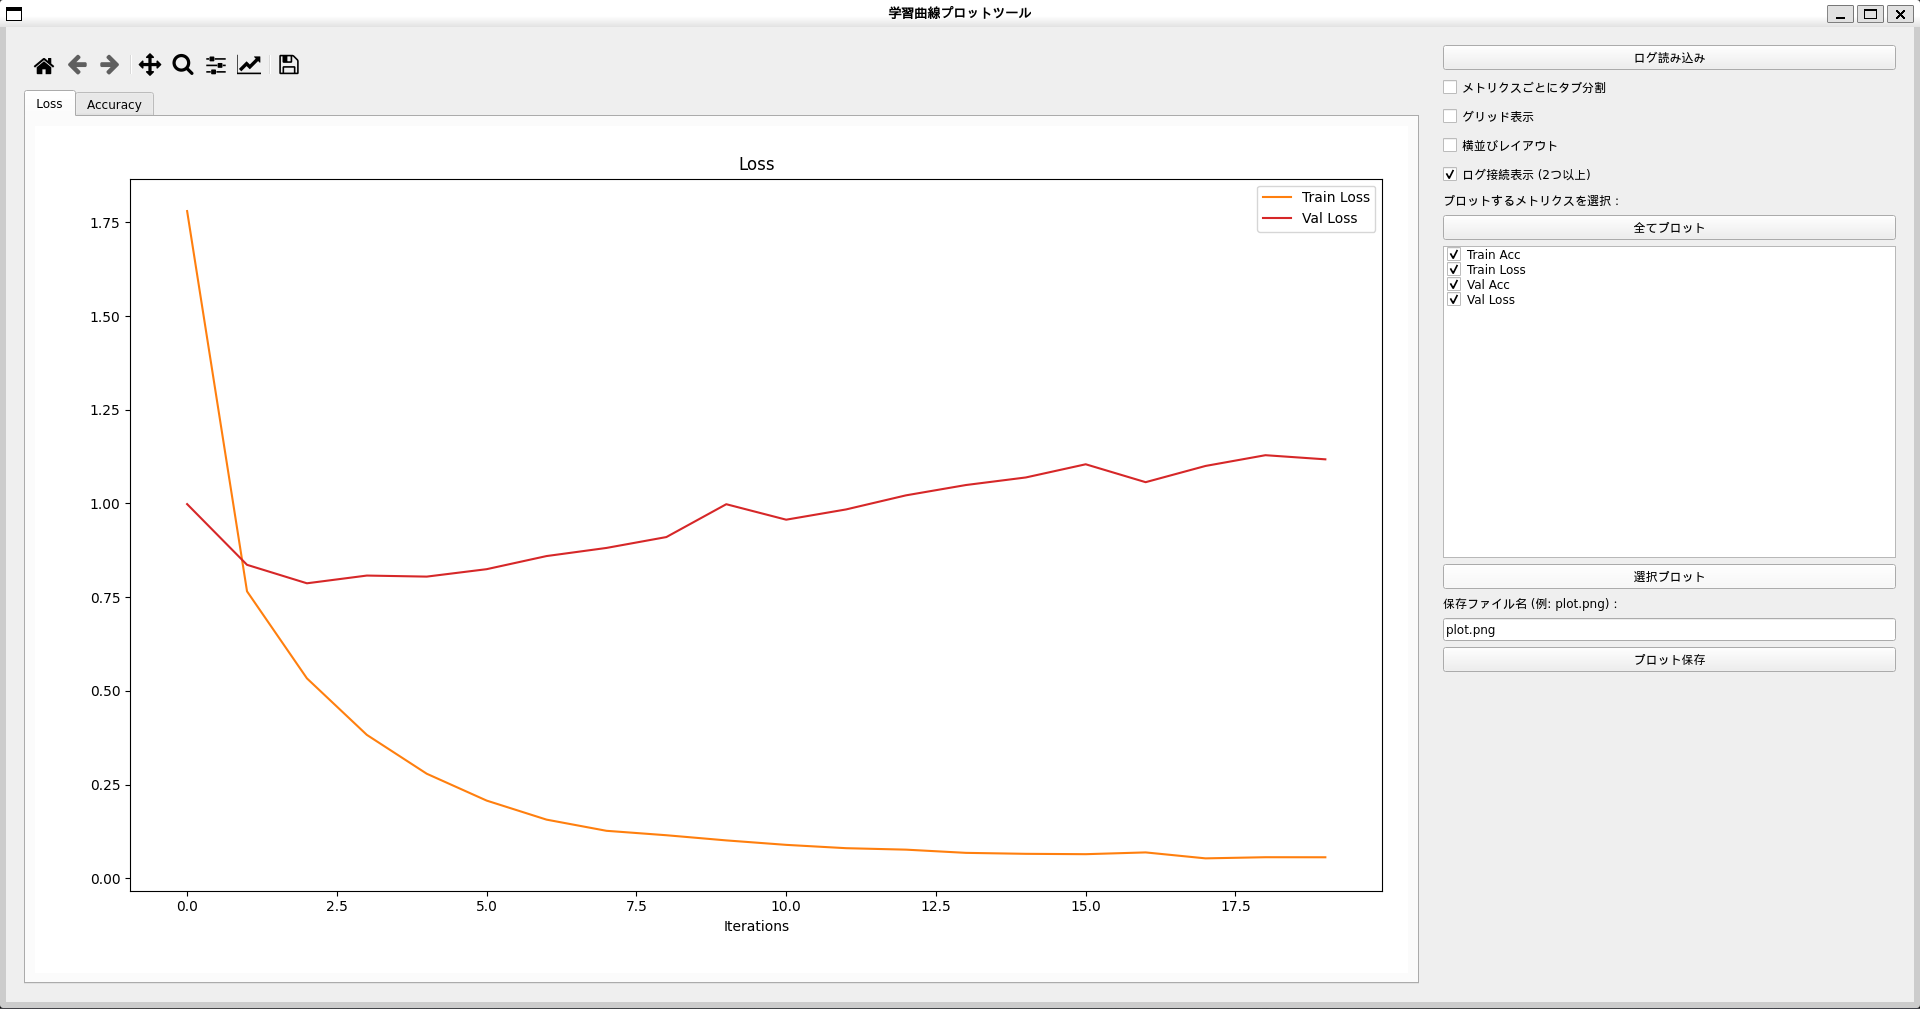 学習曲線プロットツール
Loss
Accuracy
Loss
Train Loss
Val Loss
1.75
1.50
1.25
1.00
0.75
0.50
0.25
0.00
0.0 2.5 5.0 7.5 10.0 12.5 15.0 17.5
Iterations
ログ読み込み
メトリクスごとにタブ分割
グリッド表示
横並びレイアウト
ログ接続表示 (2つ以上)
プロットするメトリクスを選択：
全てプロット
Train Acc
Train Loss
Val Acc
Val Loss
選択プロット
保存ファイル名 (例: plot.png)：
plot.png
プロット保存